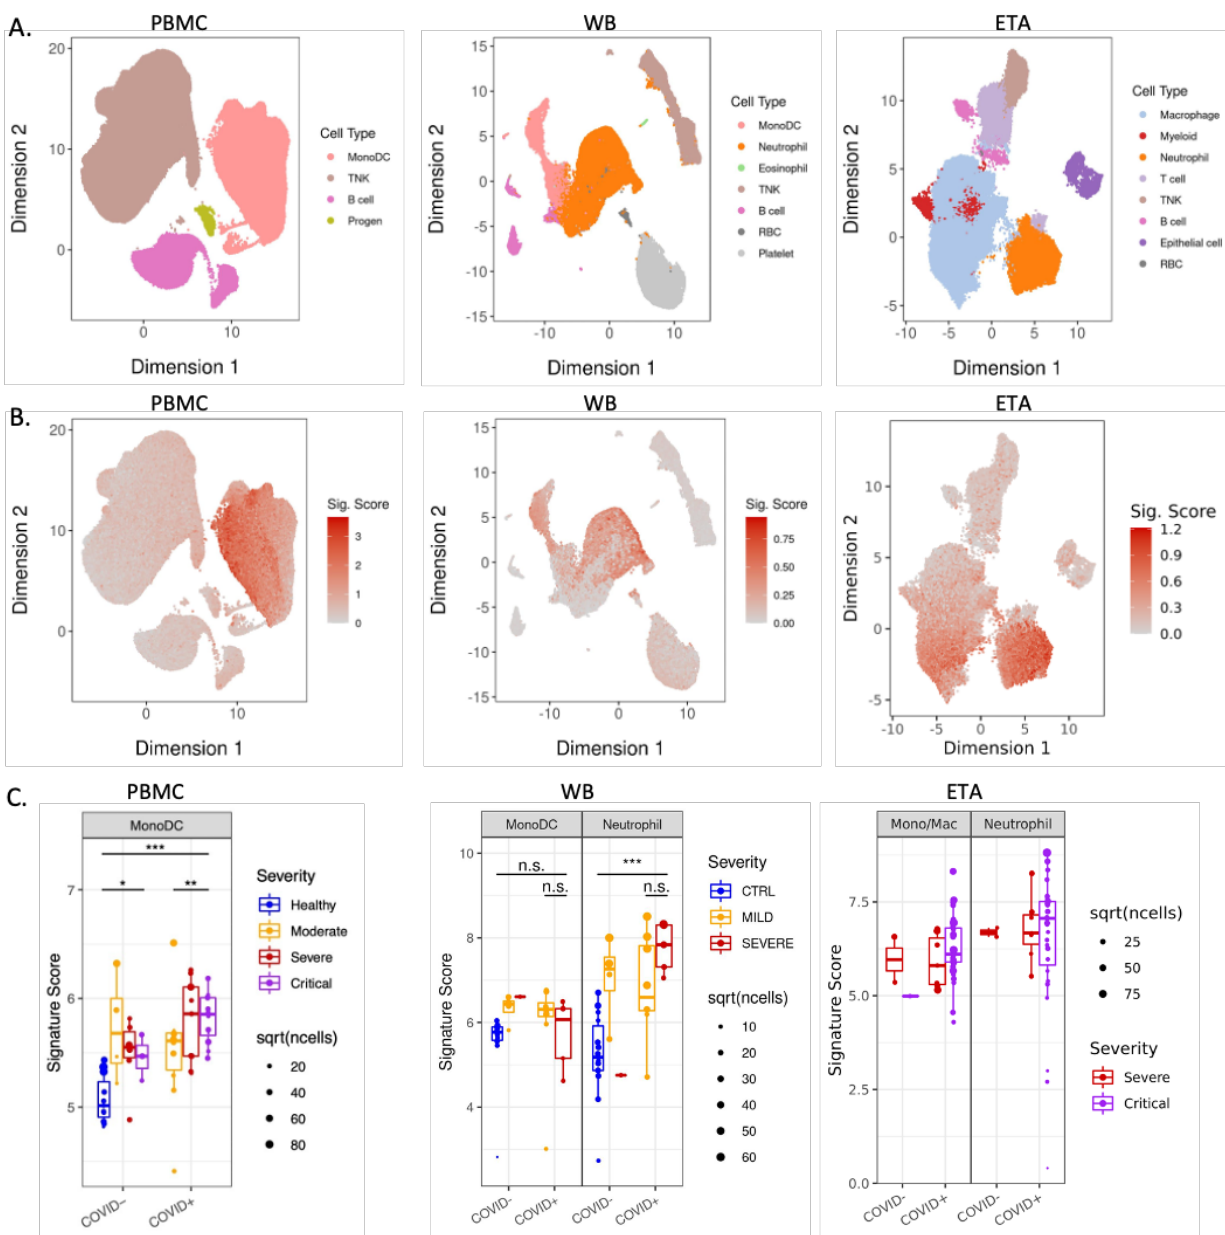 A.
PBMC
WB
ETA
Dimension 2
20
10
0
0
10
Dimension 1
Cell Type
MonoDC
TNK
B cell
Progen
Dimension 2
15
10
5
0
-5
-10
-15
-10
0
10
Dimension 1
Cell Type
MonoDC
Neutrophil
Eosinophil
TNK
B cell
RBC
Platelet
Dimension 2
10
5
0
-5
-10
-5
0
5
10
Dimension 1
Cell Type
Macrophage
Myeloid
Neutrophil
T cell
TNK
B cell
Epithelial cell
RBC
B.
PBMC
WB
ETA
Dimension 2
20
10
0
0
10
Dimension 1
Sig. Score
3
2
1
0
Dimension 2
15
10
5
0
-5
-10
-15
-10
0
10
Dimension 1
Sig. Score
0.75
0.50
0.25
0.00
Dimension 2
10
5
0
-5
-10
-5
0
5
10
Dimension 1
Sig. Score
1.2
0.9
0.6
0.3
0.0
C.
PBMC
WB
ETA
MonoDC
***
*
**
Signature Score
7
6
5
COVID-
COVID+
Severity
Healthy
Moderate
Severe
Critical
sqrt(ncells)
20
40
60
80
MonoDC
Neutrophil
n.s.
n.s.
***
n.s.
Signature Score
10
8
6
4
COVID-
COVID+
COVID-
COVID+
Severity
CTRL
MILD
SEVERE
sqrt(ncells)
10
20
30
40
50
60
Mono/Mac
Neutrophil
Signature Score
7.5
5.0
2.5
0.0
COVID-
COVID+
COVID-
COVID+
sqrt(ncells)
25
50
75
Severity
Severe
Critical